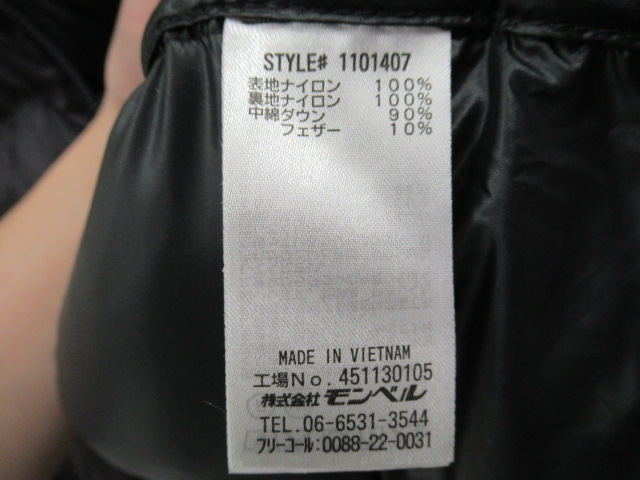 STYLE# 1101407
表地ナイロン 100%
裏地ナイロン 100%
中綿ダウン 90%
フェザー 10%
MADE IN VIETNAM
工場No. 451130105
株式会社 モンベル
TEL. 06-6531-3544
フリーコール:0088-22-0031